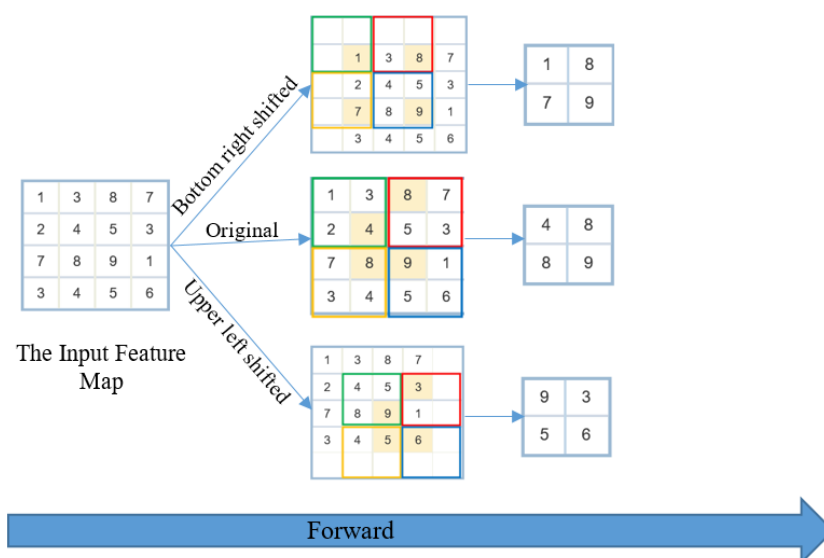 1 3 8 7
2 4 5 3
7 8 9 1
3 4 5 6
The Input Feature
Map
Bottom right shifted
Original
Upper left shifted
1 3 8 7
2 4 5 3
7 8 9 1
3 4 5 6
1 8
7 9
1 3 8 7
2 4 5 3
7 8 9 1
3 4 5 6
4 8
8 9
1 3 8 7
2 4 5 3
7 8 9 1
3 4 5 6
9 3
5 6
Forward